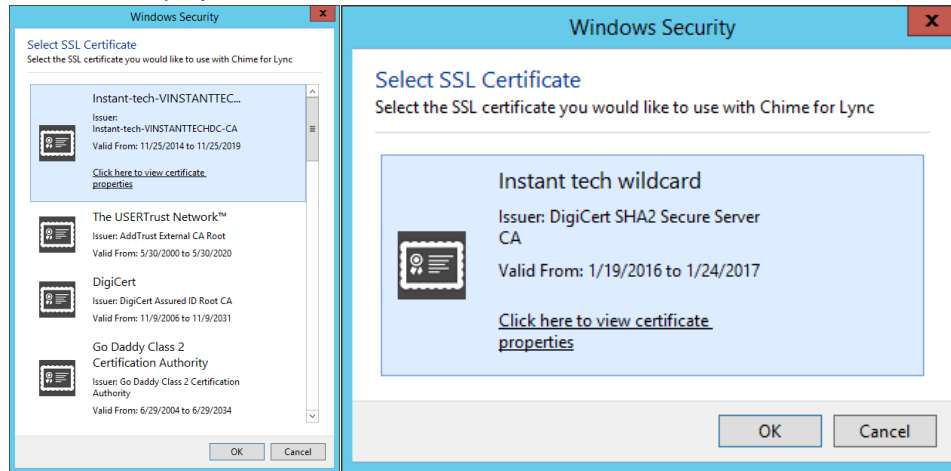 Windows Security
x
Select SSL Certificate
Select the SSL certificate you would like to use with Chime for Lync
Instant-tech-VINSTANTTEC...
Issuer:
Instant-tech-VINSTANTTECHDC-CA
Valid From: 11/25/2014 to 11/25/2019
Click here to view certificate
properties
The USERTrust Network™
Issuer: AddTrust External CA Root
Valid From: 5/30/2000 to 5/30/2020
DigiCert
Issuer: DigiCert Assured ID Root CA
Valid From: 11/9/2006 to 11/9/2031
Go Daddy Class 2
Certification Authority
Issuer: Go Daddy Class 2 Certification
Authority
Valid From: 6/29/2004 to 6/29/2034
OK
Cancel
Windows Security
x
Select SSL Certificate
Select the SSL certificate you would like to use with Chime for Lync
Instant tech wildcard
Issuer: DigiCert SHA2 Secure Server
CA
Valid From: 1/19/2016 to 1/24/2017
Click here to view certificate
properties
OK
Cancel